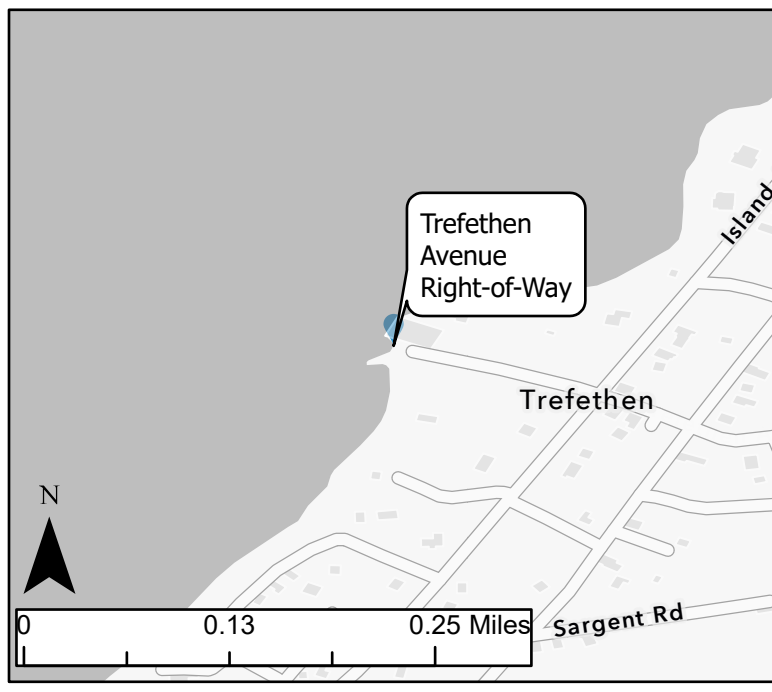 Island
Trefethen
Avenue
Right-of-Way
Trefethen
N
0 0.13 0.25 Miles
Sargent Rd